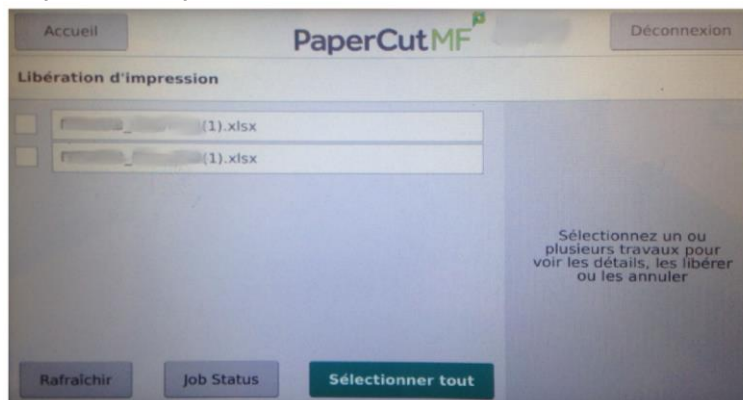 Accueil
PaperCut MF
Déconnexion
Libération d'impression
(1).xlsx
(1).xlsx
Sélectionnez un ou
plusieurs travaux pour
voir les détails, les libérer
ou les annuler
Rafraîchir
Job Status
Sélectionner tout